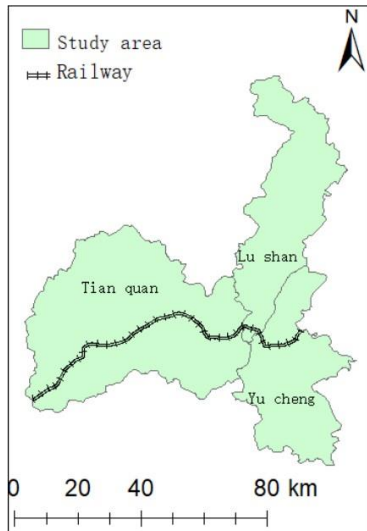 N
Study area
Railway
Lu shan
Tian quan
Yu cheng
0 20 40 80 km